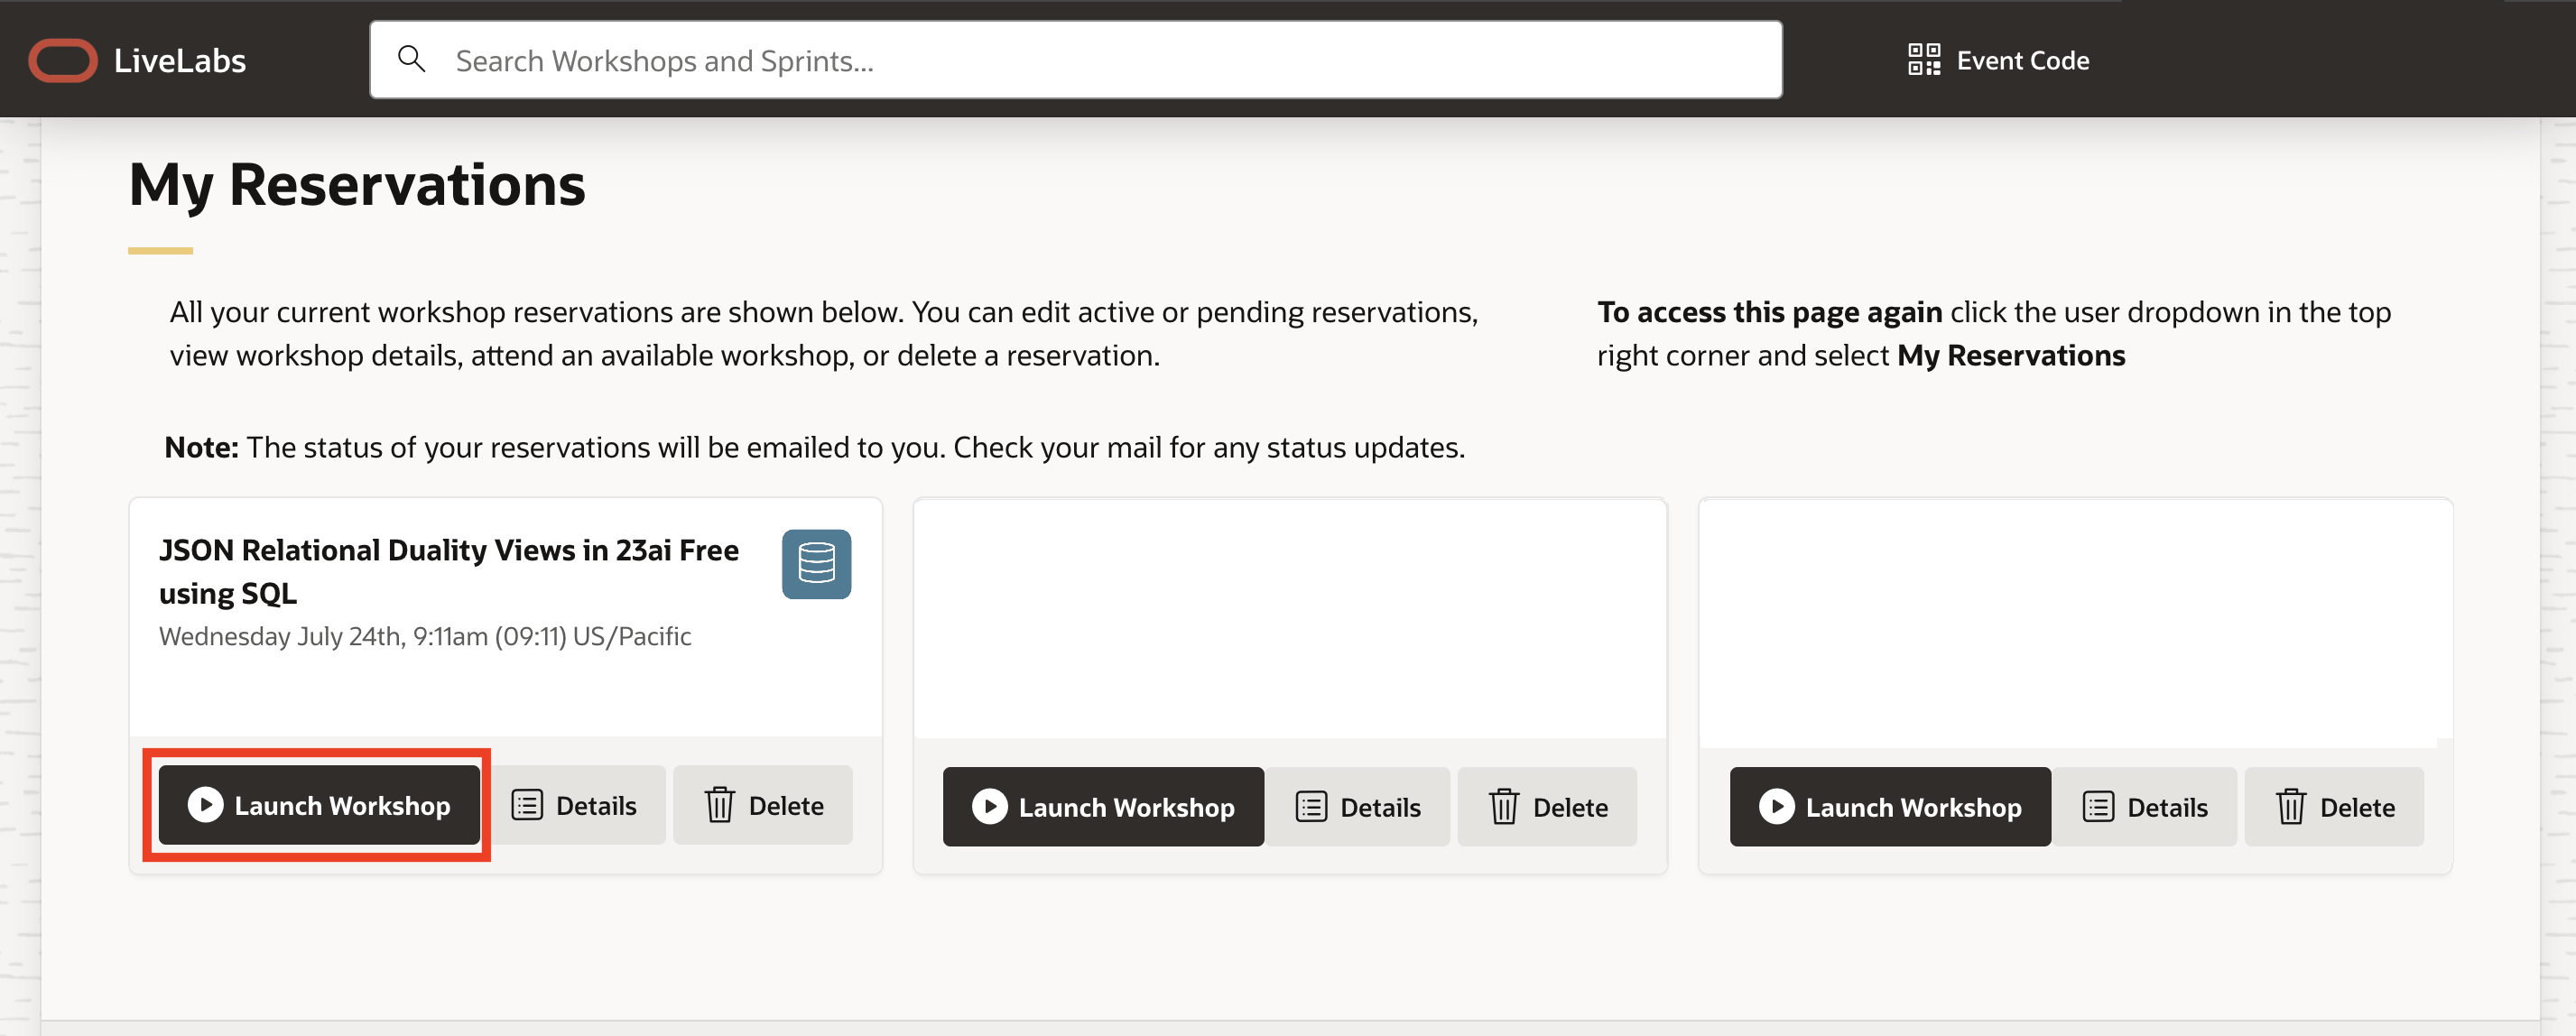 LiveLabs
Search Workshops and Sprints...
Event Code
My Reservations
All your current workshop reservations are shown below. You can edit active or pending reservations,
view workshop details, attend an available workshop, or delete a reservation.
To access this page again click the user dropdown in the top
right corner and select My Reservations
Note: The status of your reservations will be emailed to you. Check your mail for any status updates.
JSON Relational Duality Views in 23ai Free
using SQL
Wednesday July 24th, 9:11am (09:11) US/Pacific
Launch Workshop
Details
Delete
Launch Workshop
Details
Delete
Launch Workshop
Details
Delete